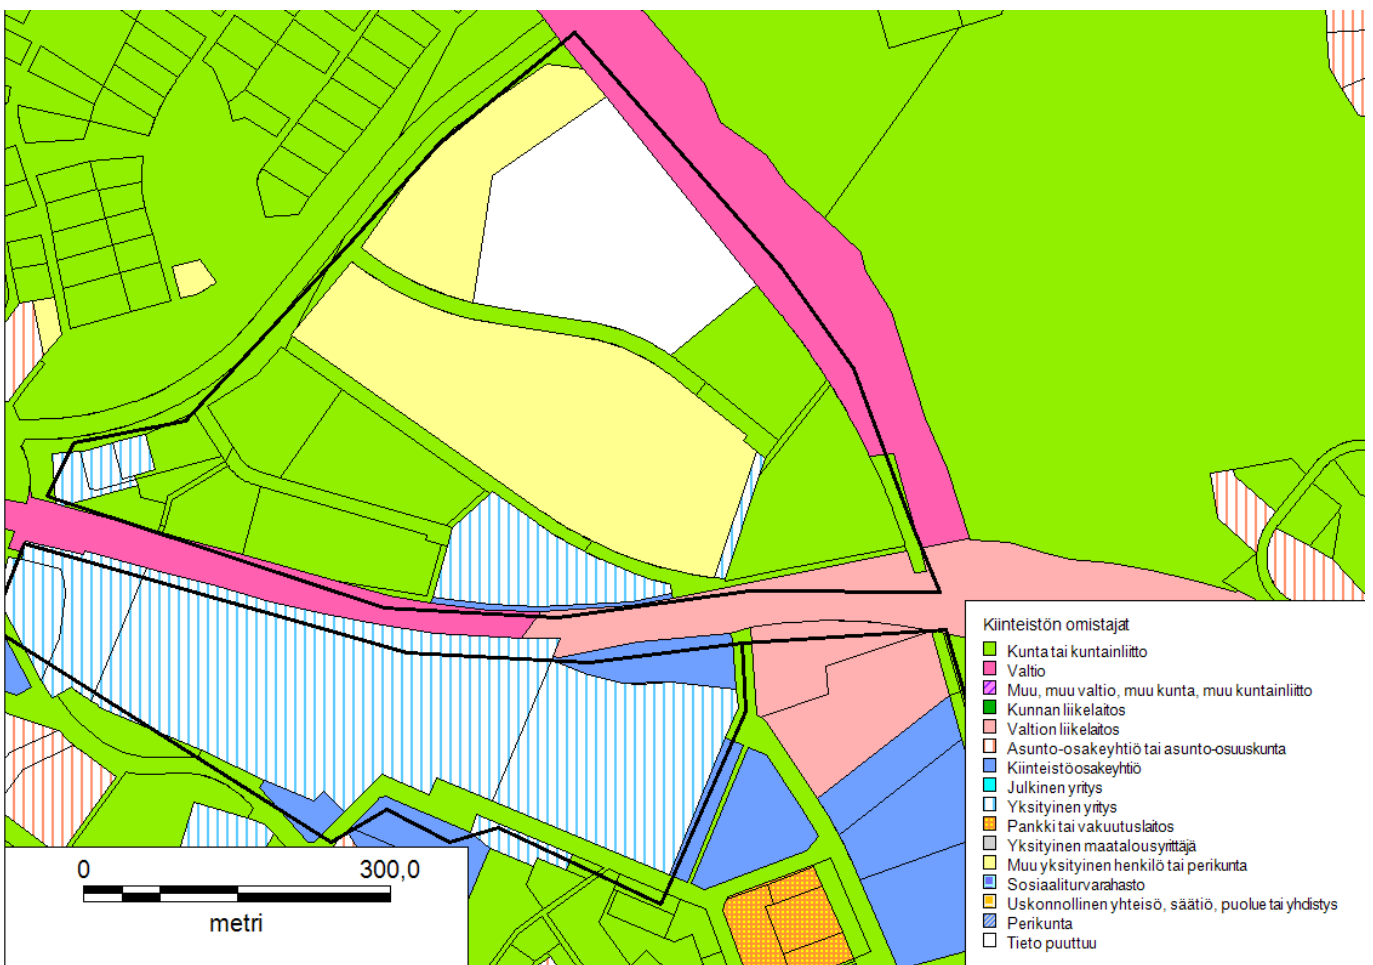 0 300,0
metri
Kiinteistön omistajat
Kunta tai kuntainliitto
Valtio
Muu, muu valtio, muu kunta, muu kuntainliitto
Kunnan liikelaitos
Valtion liikelaitos
Asunto-osakeyhtiö tai asunto-osuuskunta
Kiinteistöosakeyhtiö
Julkinen yritys
Yksityinen yritys
Pankki tai vakuutuslaitos
Yksityinen maatalousyrittäjä
Muu yksityinen henkilö tai perikunta
Sosiaaliturvarahasto
Uskonnollinen yhteisö, säätiö, puolue tai yhdistys
Perikunta
Tieto puuttuu